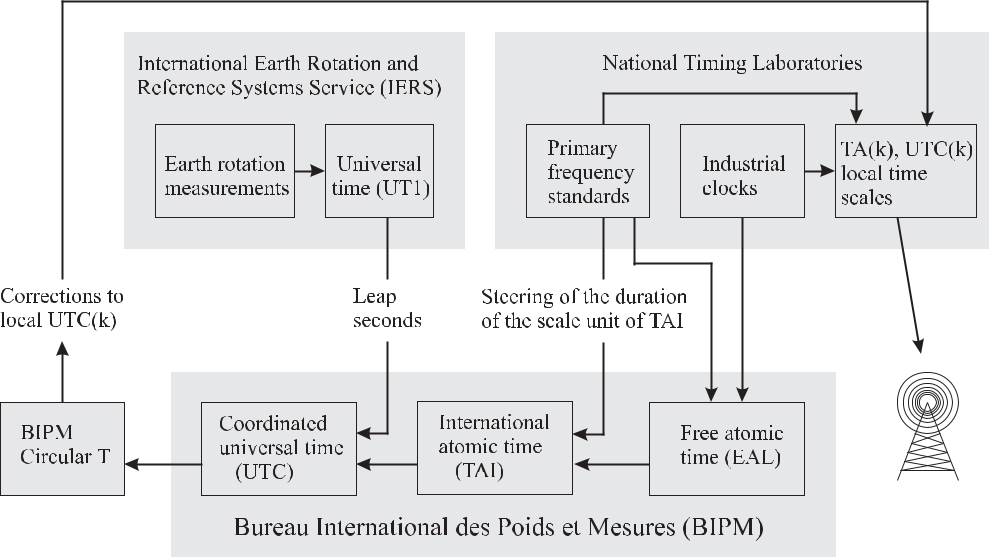 International Earth Rotation and
Reference Systems Service (IERS)
Earth rotation
measurements
Universal
time (UT1)
National Timing Laboratories
Primary
frequency
standards
Industrial
clocks
TA(k), UTC(k)
local time
scales
Corrections to
local UTC(k)
Leap
seconds
Steering of the duration
of the scale unit of TAI
BIPM
Circular T
Coordinated
universal time
(UTC)
International
atomic time
(TAI)
Free atomic
time (EAL)
Bureau International des Poids et Mesures (BIPM)